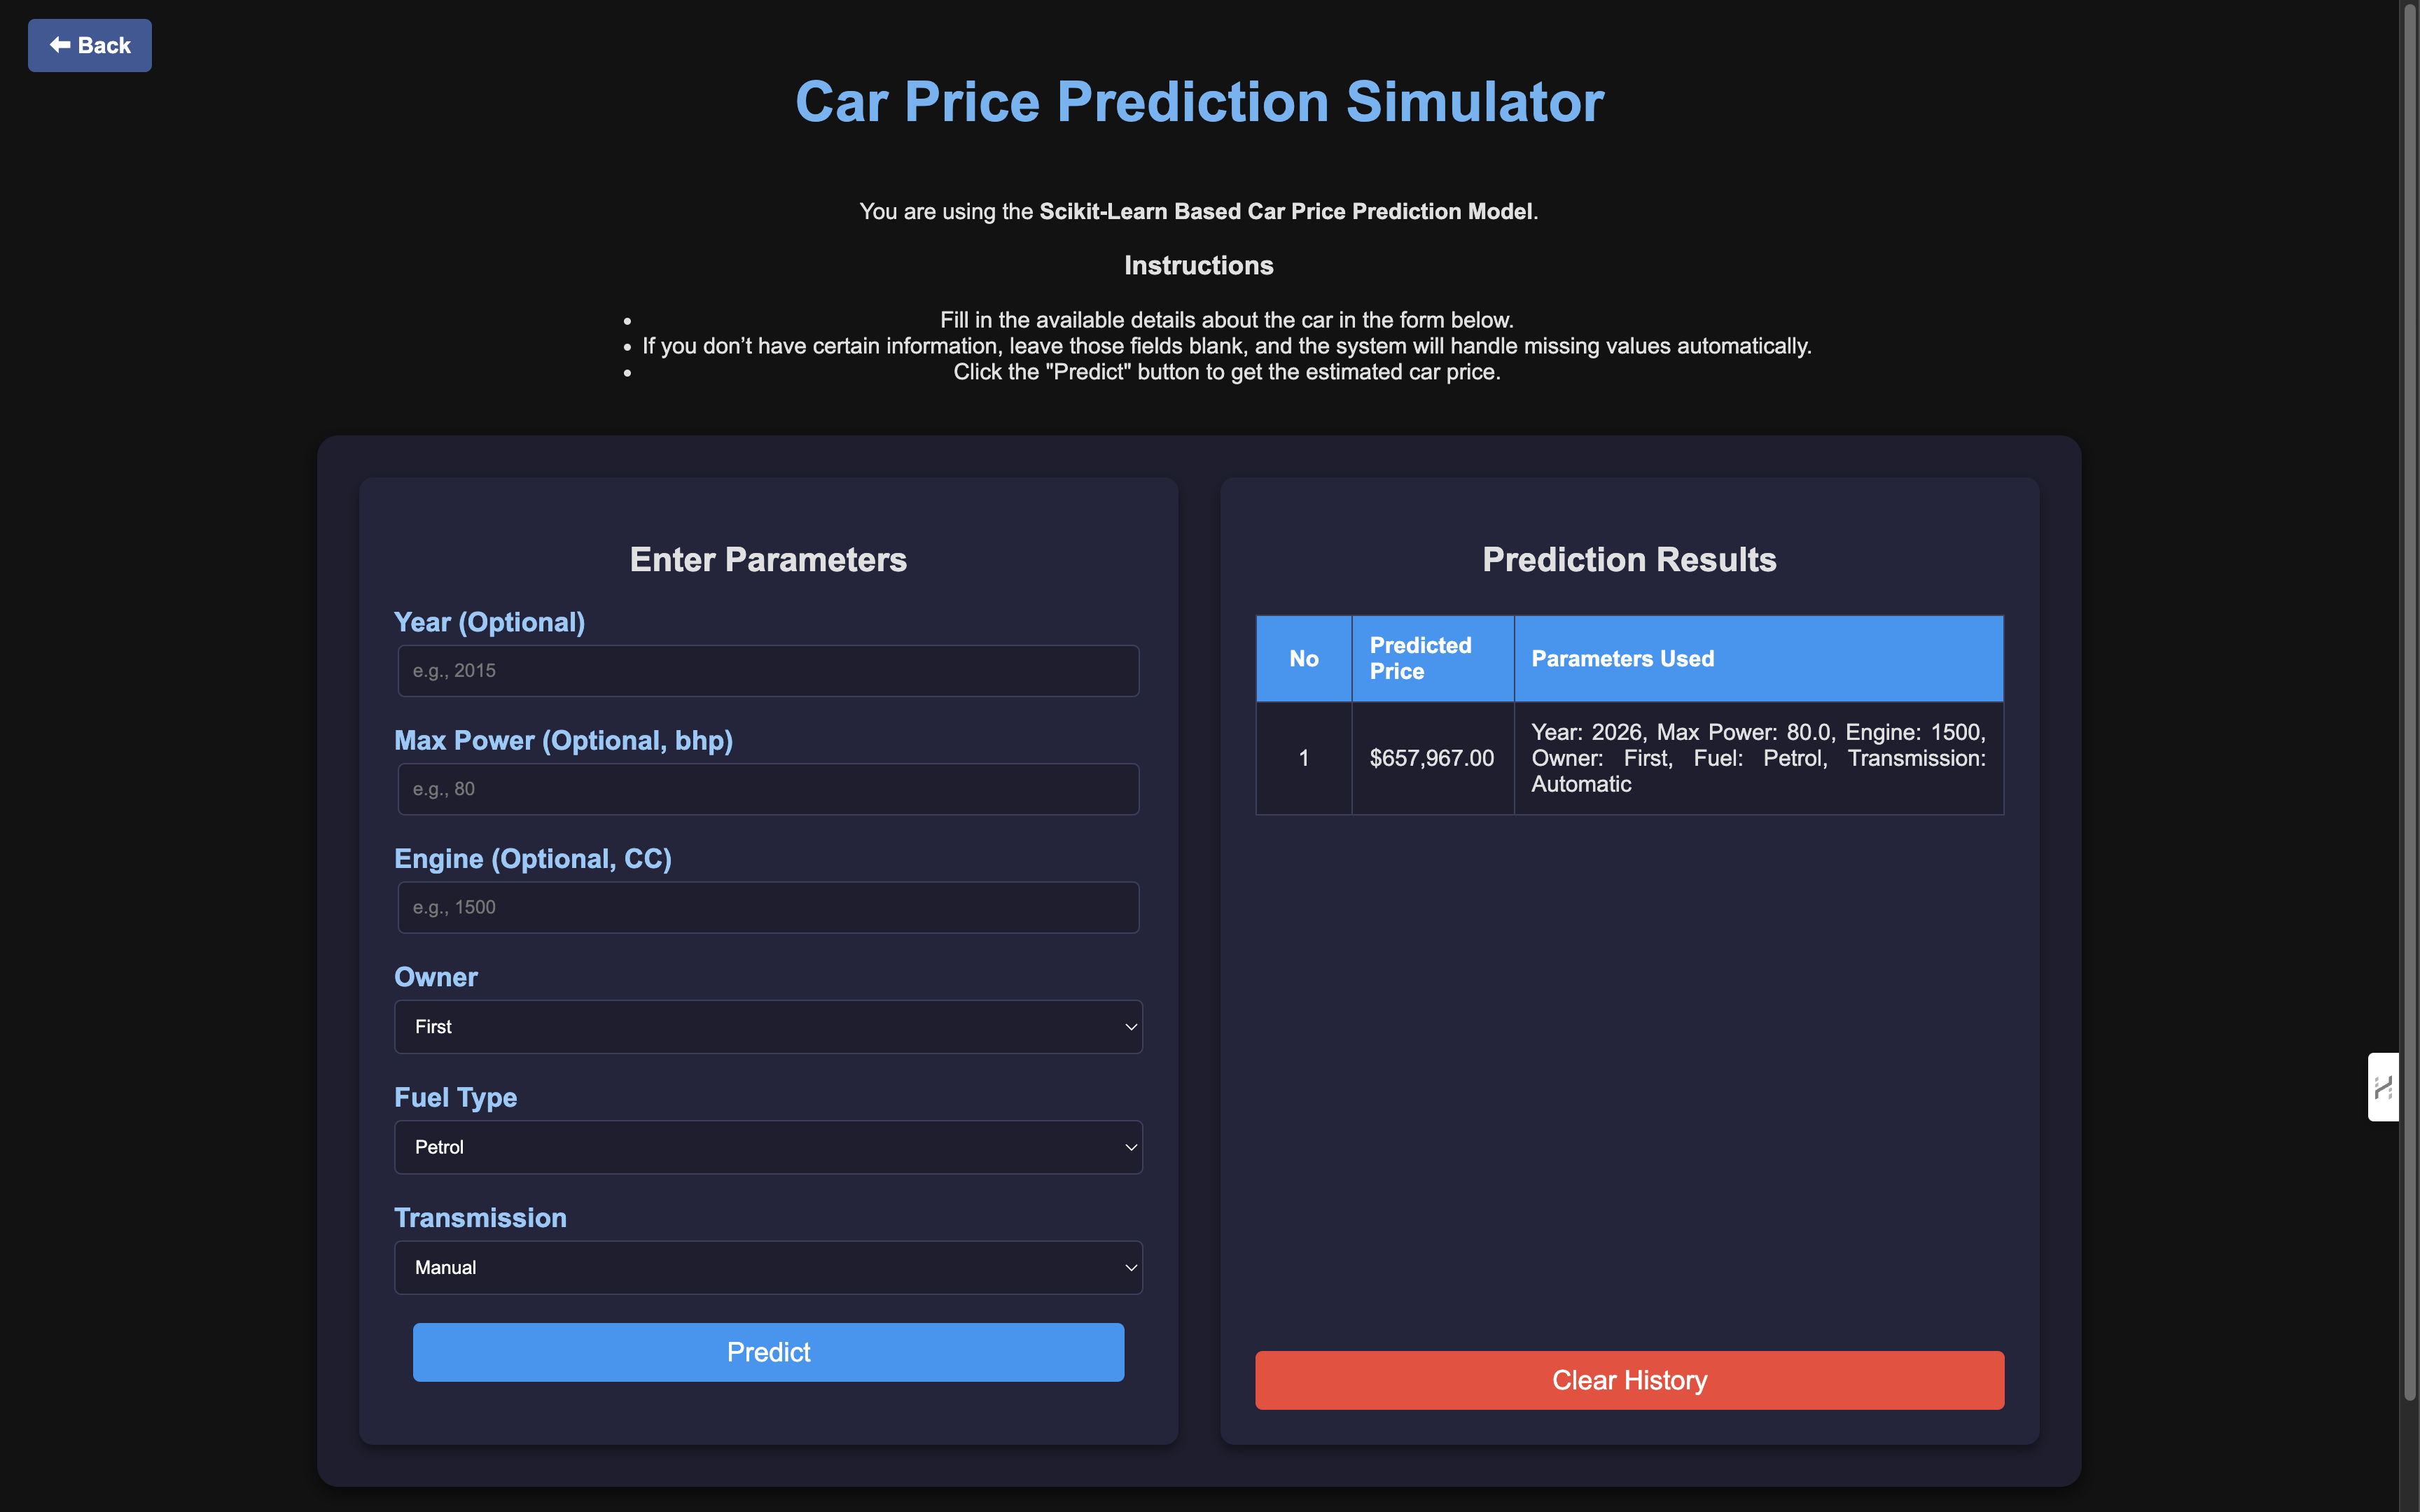 Back
Car Price Prediction Simulator
You are using the Scikit-Learn Based Car Price Prediction Model.
Instructions
Fill in the available details about the car in the form below.
If you don’t have certain information, leave those fields blank, and the system will handle missing values automatically.
Click the "Predict" button to get the estimated car price.
Enter Parameters
Year (Optional)
e.g., 2015
Max Power (Optional, bhp)
e.g., 80
Engine (Optional, CC)
e.g., 1500
Owner
First
Fuel Type
Petrol
Transmission
Manual
Predict
Prediction Results
No
Predicted
Price
Parameters Used
1
$657,967.00
Year: 2026, Max Power: 80.0, Engine: 1500,
Owner: First, Fuel: Petrol, Transmission:
Automatic
Clear History